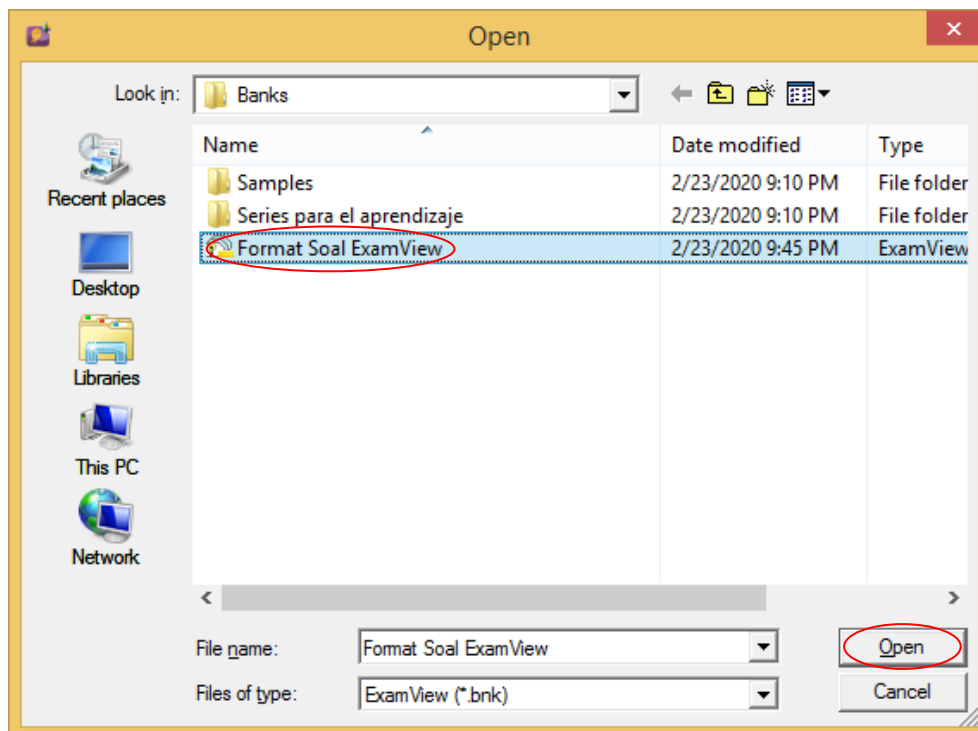 Open
Look in: Banks
Name Date modified Type
Samples 2/23/2020 9:10 PM File folder
Series para el aprendizaje 2/23/2020 9:10 PM File folder
Format Soal ExamView 2/23/2020 9:45 PM ExamView
Recent places
Desktop
Libraries
This PC
Network
File name: Format Soal ExamView Open
Files of type: ExamView (*.bnk) Cancel